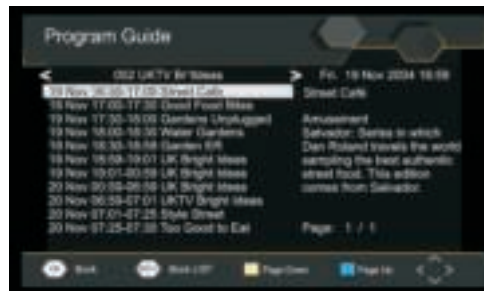 Program Guide
002 UKTV Br'Ideas
Fri, 19 Nov 2004 16:59
19 Nov 16:30-17:00 Street Café
19 Nov 17:00-17:30 Good Food Bites
19 Nov 17:30-18:00 Gardens Unplugged
19 Nov 18:00-18:30 Water Gardens
19 Nov 18:30-18:59 Garden ER
19 Nov 18:59-19:01 UK Bright Ideas
19 Nov 19:01-00:59 UK Bright Ideas
20 Nov 00:59-06:59 UK Bright Ideas
20 Nov 06:59-07:01 UKTV Bright Ideas
20 Nov 07:01-07:25 Style Street
20 Nov 07:25-07:30 Too Good to Eat
Street Café
Amusement
Salvador: Series in which
Dan Roland travels the world
sampling the best authentic
street food. This edition
comes from Salvador.
Page: 1 / 1
Book
Book LIST
Page Down
Page Up